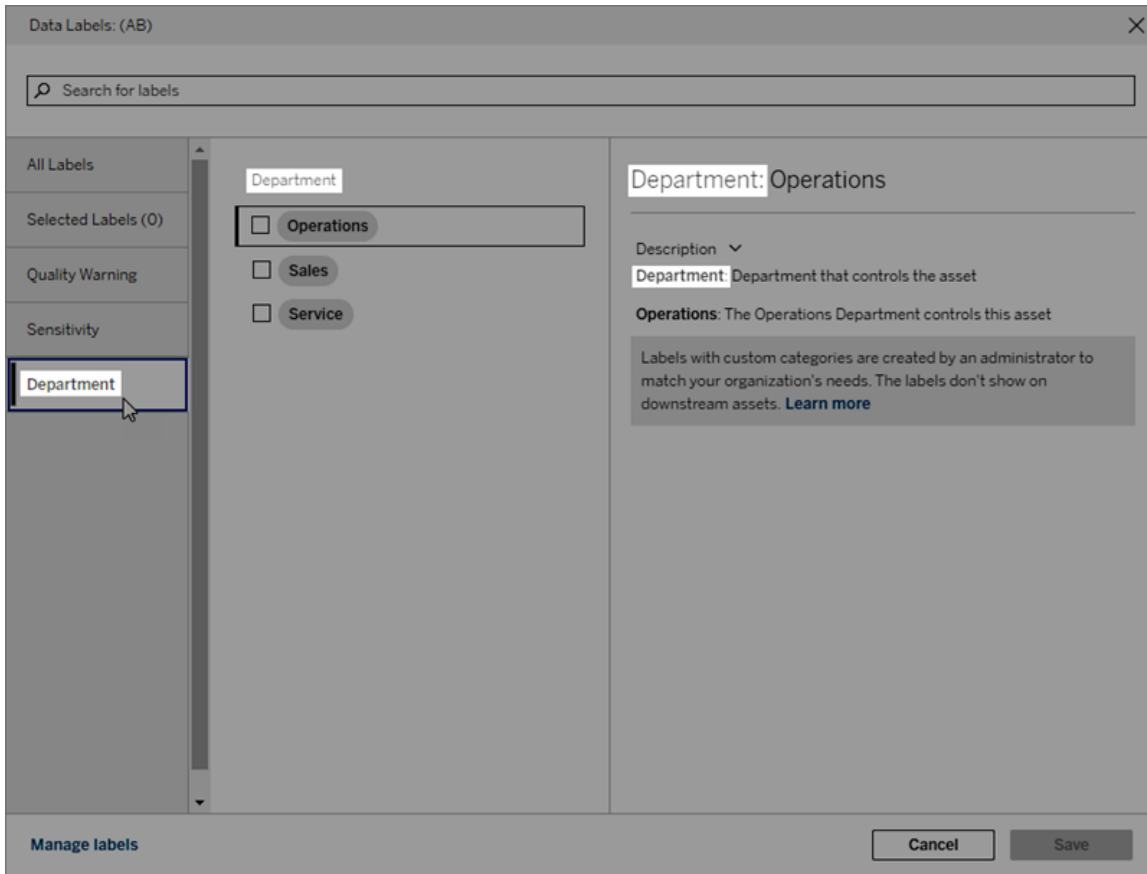 Data Labels: (AB)
Search for labels
All Labels
Selected Labels (0)
Quality Warning
Sensitivity
Department
Department
Operations
Sales
Service
Department: Operations
Description
Department: Department that controls the asset
Operations: The Operations Department controls this asset
Labels with custom categories are created by an administrator to
match your organization's needs. The labels don't show on
downstream assets. Learn more
Manage labels
Cancel
Save